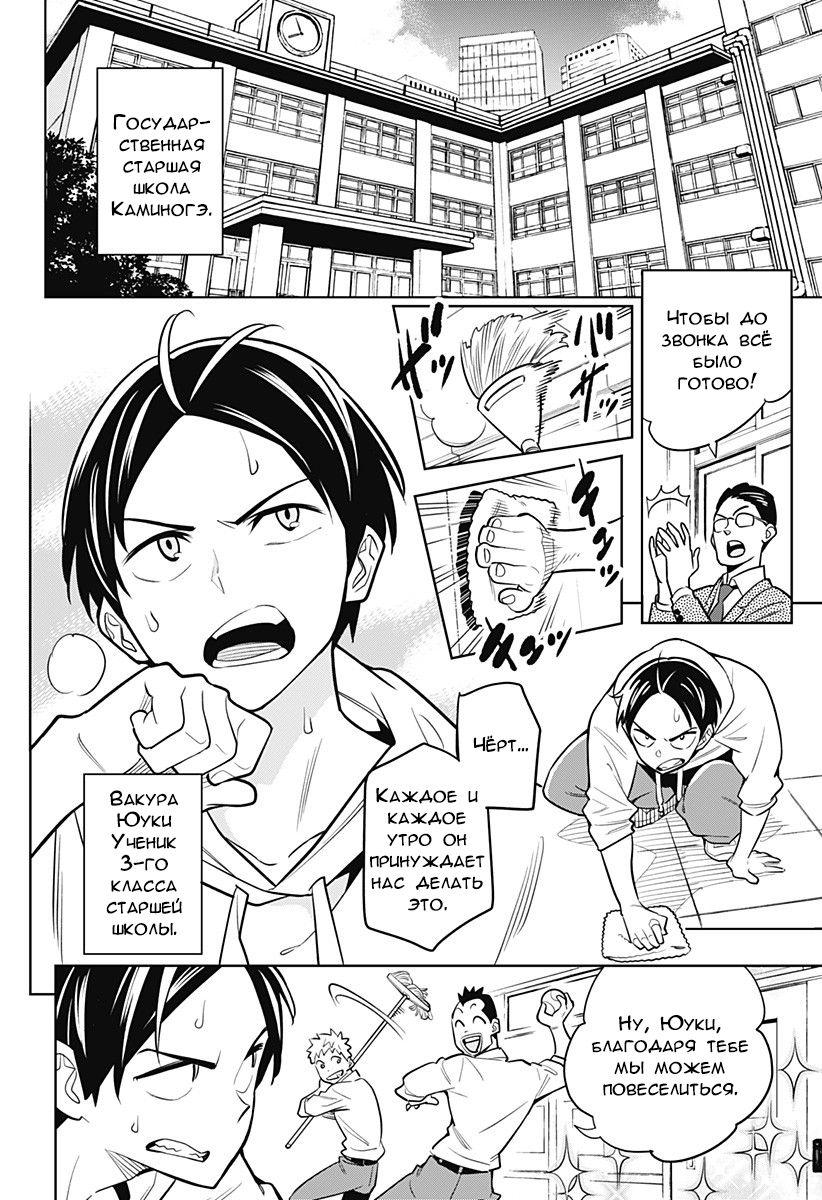 Государ-
ственная
старшая
школа
Каминогэ.
Чтобы до
звонка всё
было
готово!
Чёрт...
Каждое и
каждое
утро он
принуждает
нас делать
это.
Вакура
Юуки
Ученик
3-го
класса
старшей
школы.
Ну, Юуки,
благодаря тебе
мы можем
повеселиться.